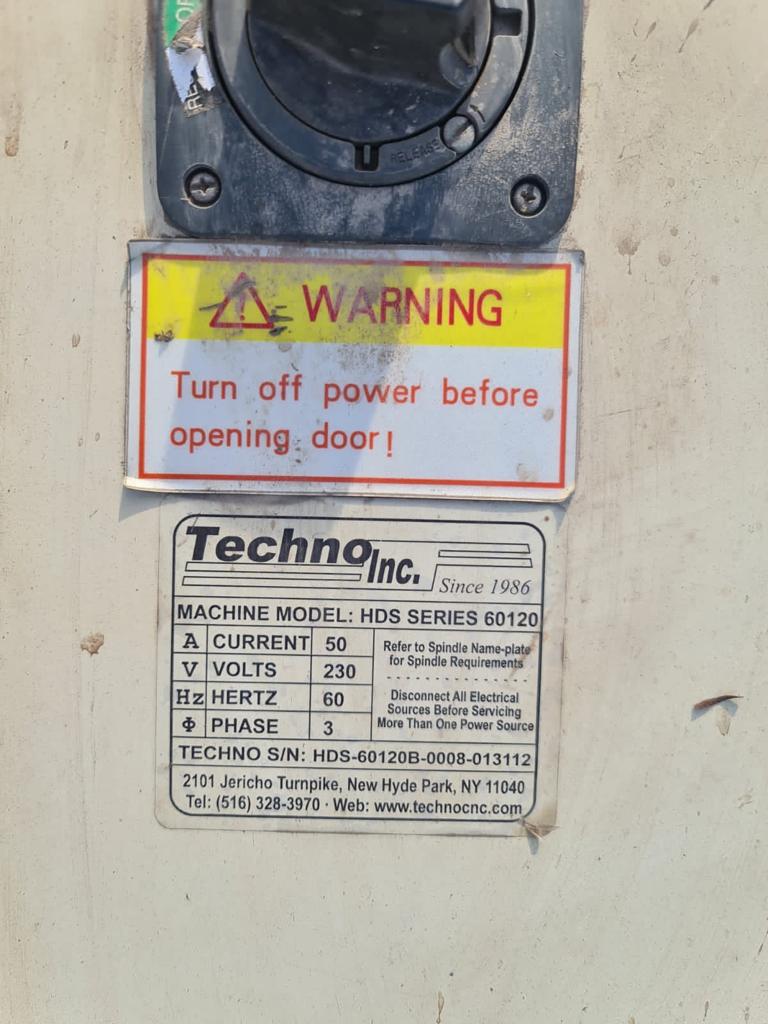 RELEASE
WARNING
Turn off power before
opening door!
Techno Inc.
Since 1986
MACHINE MODEL: HDS SERIES 60120
A CURRENT 50
V VOLTS 230
Hz HERTZ 60
Φ PHASE 3
Refer to Spindle Name-plate
for Spindle Requirements
Disconnect All Electrical
Sources Before Servicing
More Than One Power Source
TECHNO S/N: HDS-60120B-0008-013112
2101 Jericho Turnpike, New Hyde Park, NY 11040
Tel: (516) 328-3970 · Web: www.technocnc.com